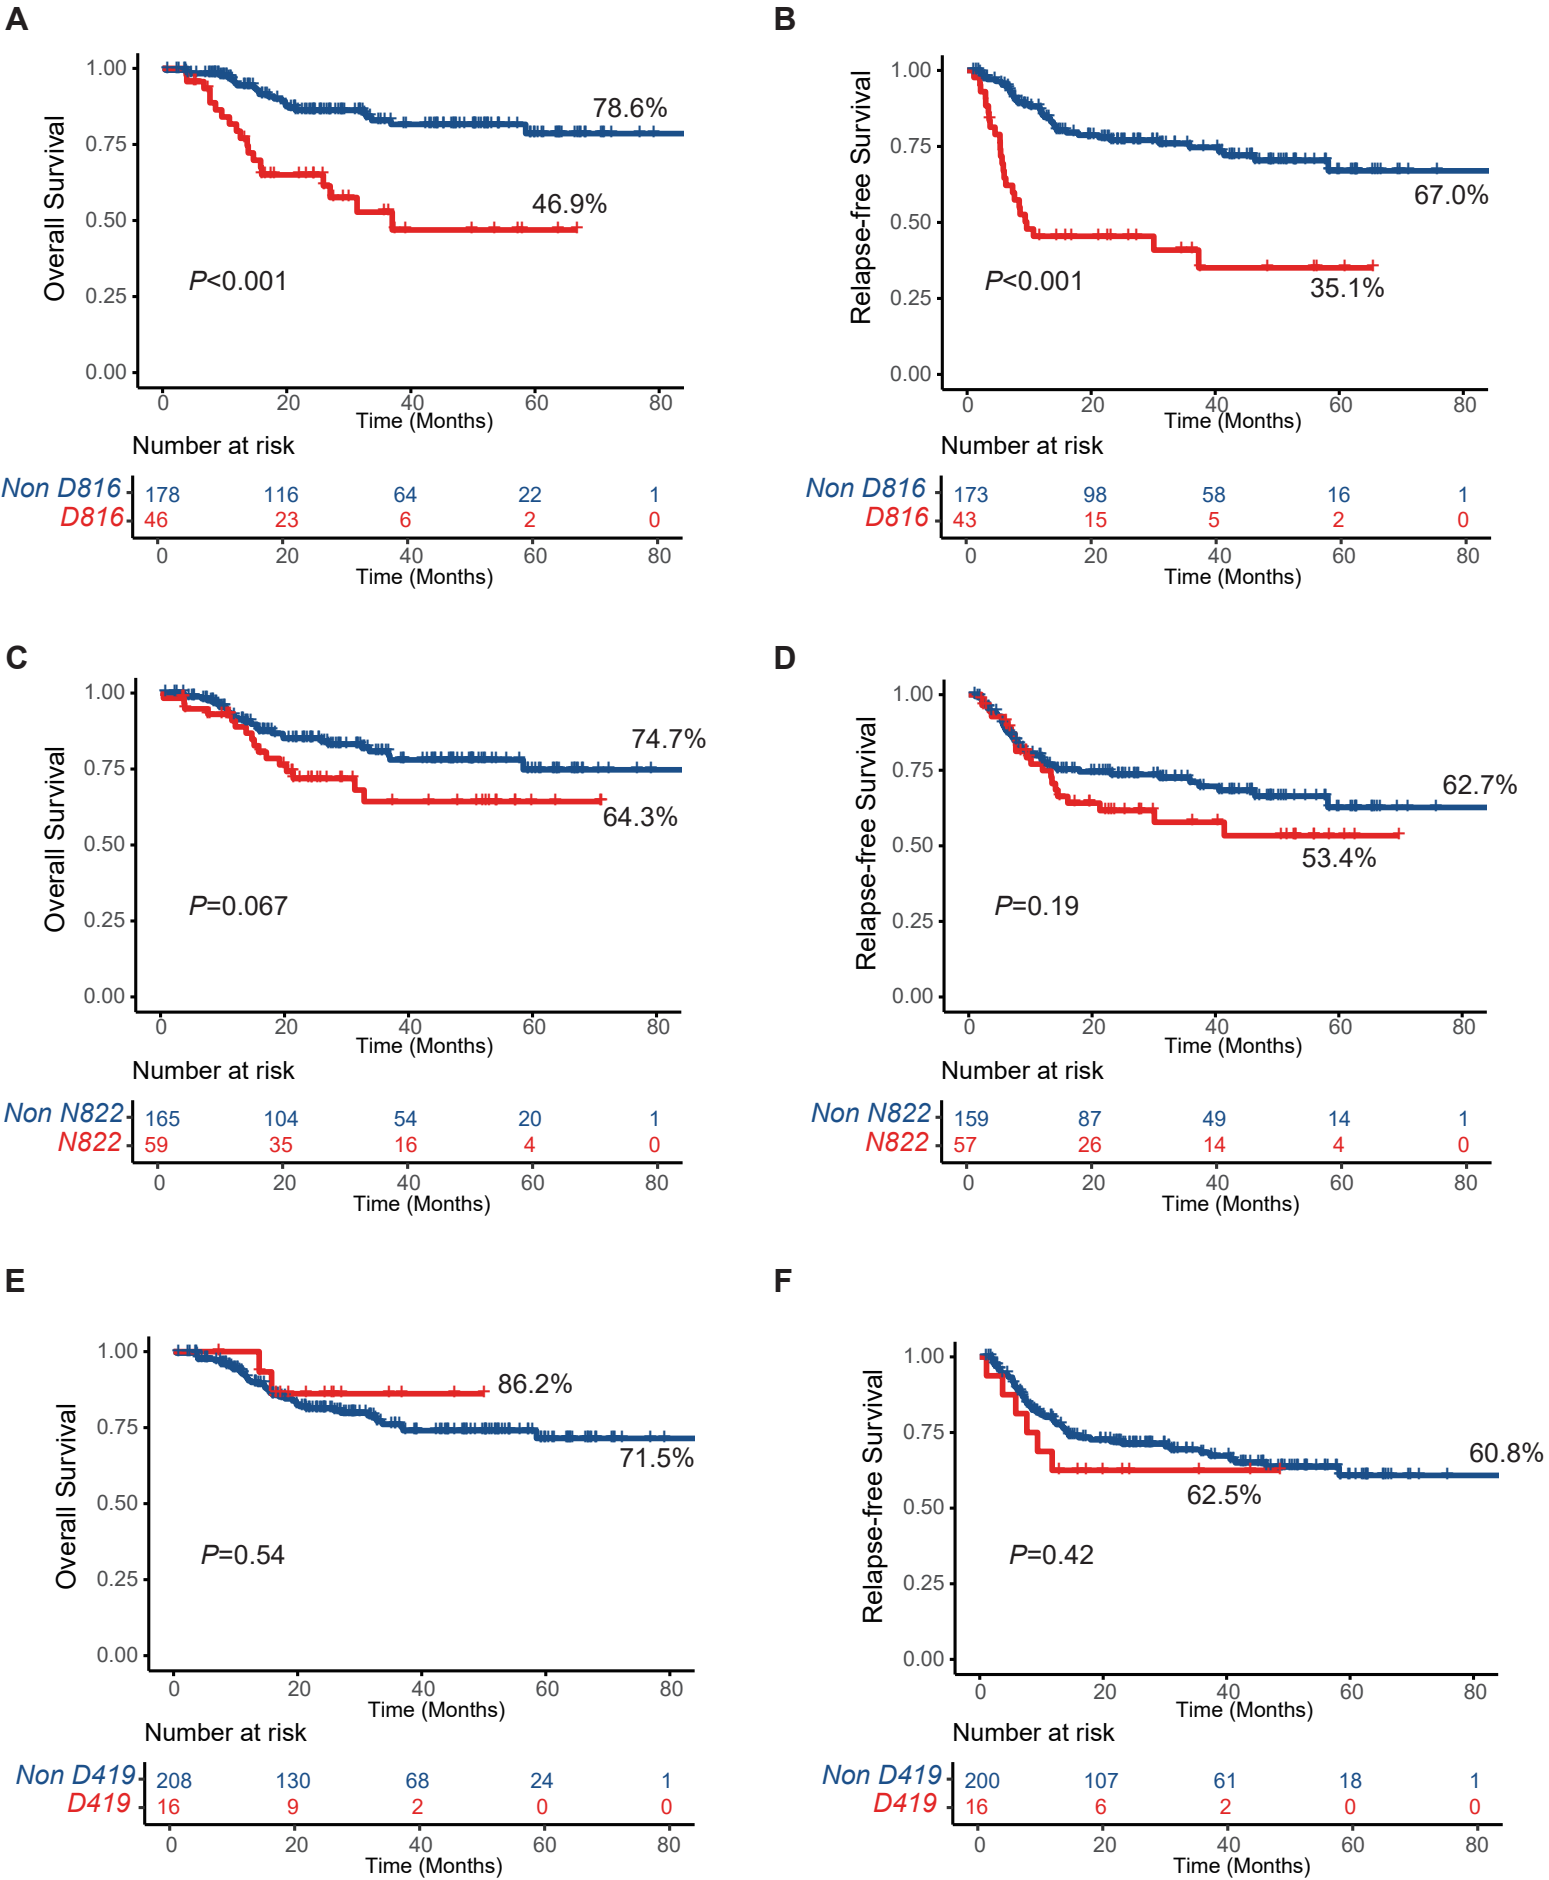 A
Overall Survival
1.00
0.75
0.50
0.25
0.00
78.6%
46.9%
P<0.001
0 20 40 60 80
Time (Months)
Number at risk
Non D816 178 116 64 22 1
D816 46 23 6 2 0
0 20 40 60 80
Time (Months)
B
Relapse-free Survival
1.00
0.75
0.50
0.25
0.00
67.0%
35.1%
P<0.001
0 20 40 60 80
Time (Months)
Number at risk
Non D816 173 98 58 16 1
D816 43 15 5 2 0
0 20 40 60 80
Time (Months)
C
Overall Survival
1.00
0.75
0.50
0.25
0.00
74.7%
64.3%
P=0.067
0 20 40 60 80
Time (Months)
Number at risk
Non N822 165 104 54 20 1
N822 59 35 16 4 0
0 20 40 60 80
Time (Months)
D
Relapse-free Survival
1.00
0.75
0.50
0.25
0.00
62.7%
53.4%
P=0.19
0 20 40 60 80
Time (Months)
Number at risk
Non N822 159 87 49 14 1
N822 57 26 14 4 0
0 20 40 60 80
Time (Months)
E
Overall Survival
1.00
0.75
0.50
0.25
0.00
86.2%
71.5%
P=0.54
0 20 40 60 80
Time (Months)
Number at risk
Non D419 208 130 68 24 1
D419 16 9 2 0 0
0 20 40 60 80
Time (Months)
F
Relapse-free Survival
1.00
0.75
0.50
0.25
0.00
60.8%
62.5%
P=0.42
0 20 40 60 80
Time (Months)
Number at risk
Non D419 200 107 61 18 1
D419 16 6 2 0 0
0 20 40 60 80
Time (Months)